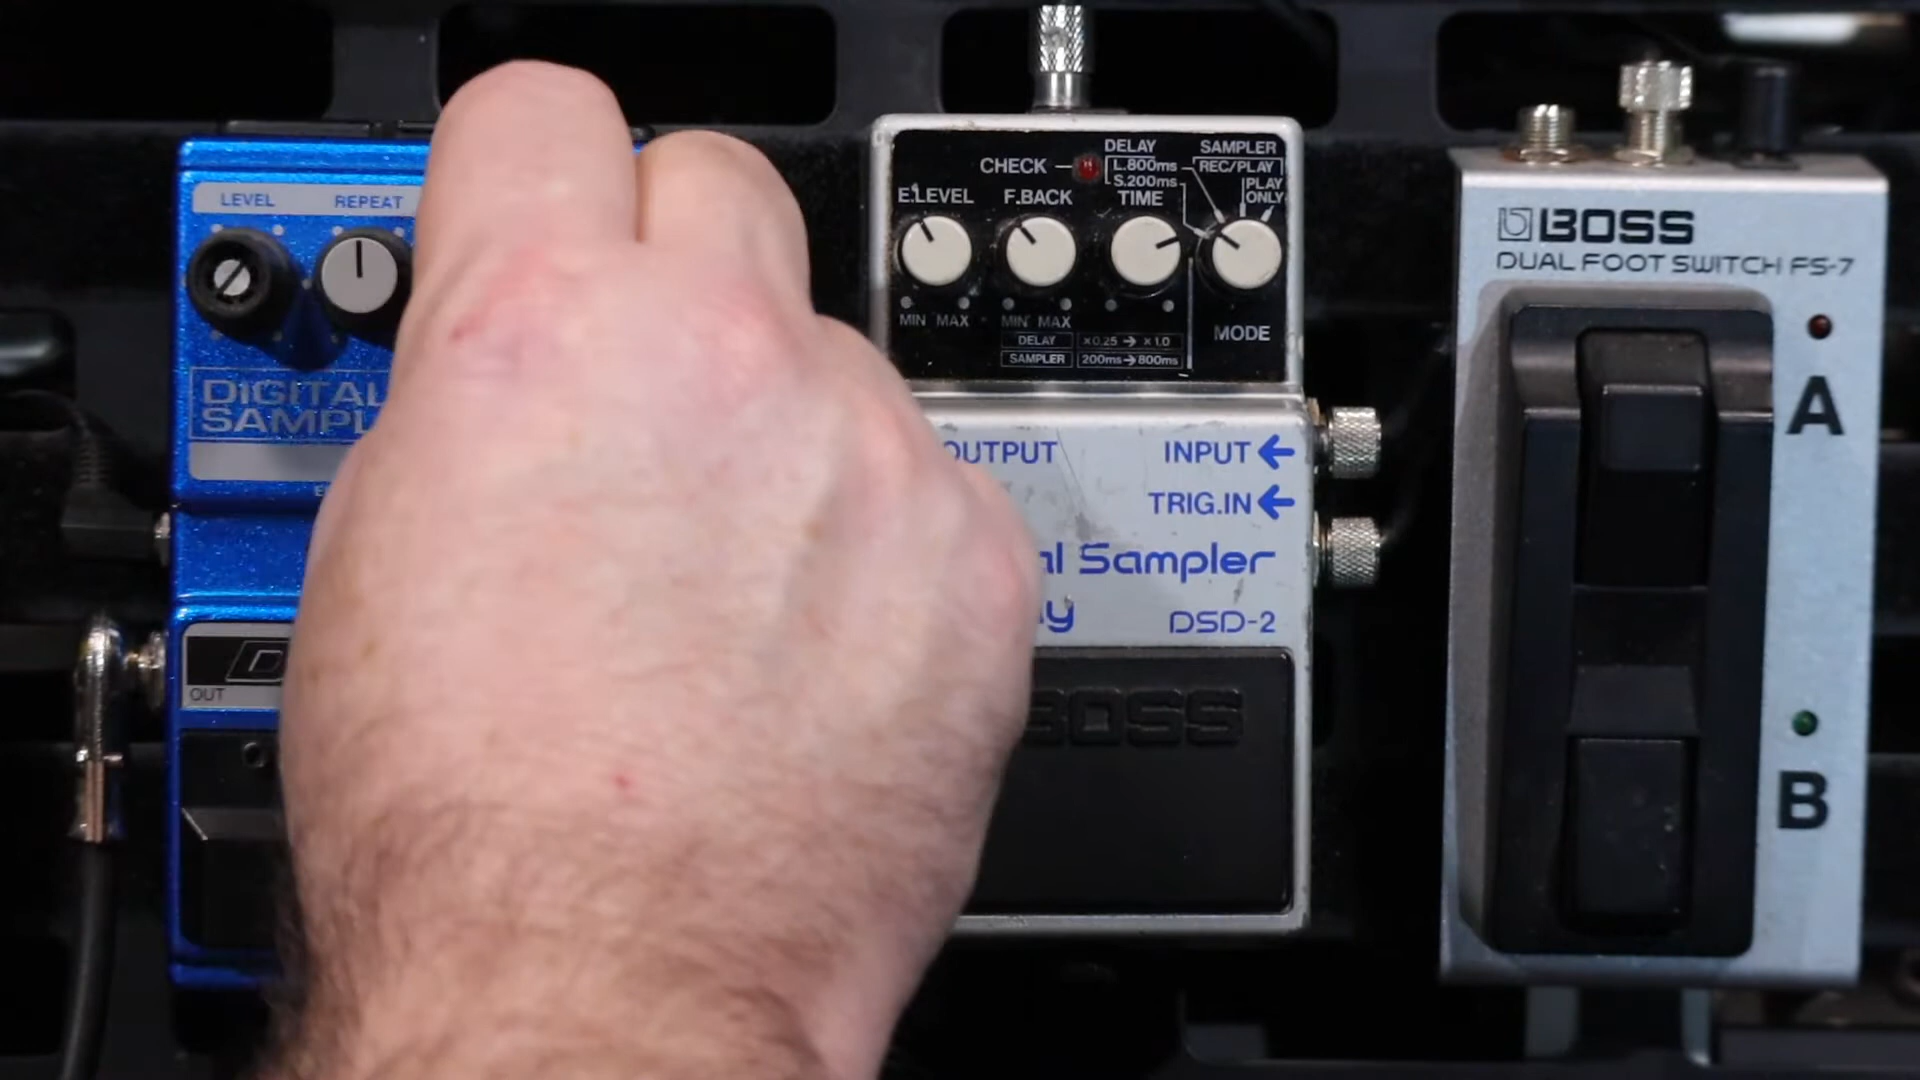 LEVEL REPEAT
DIGITAL
SAMPL
OUT
DELAY SAMPLER
CHECK L.800ms REC/PLAY
S.200ms PLAY
ONLY
E.LEVEL F.BACK TIME
MIN MAX MIN MAX
MODE
DELAY ×0.25 → ×1.0
SAMPLER 200ms→800ms
OUTPUT INPUT ←
TRIG.IN ←
al Sampler
y DSD-2
BOSS
BOSS
DUAL FOOT SWITCH FS-7
A
B